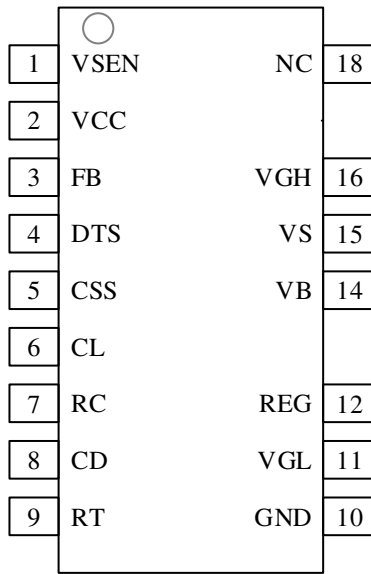 1 VSEN NC 18
2 VCC
3 FB VGH 16
4 DTS VS 15
5 CSS VB 14
6 CL
7 RC REG 12
8 CD VGL 11
9 RT GND 10